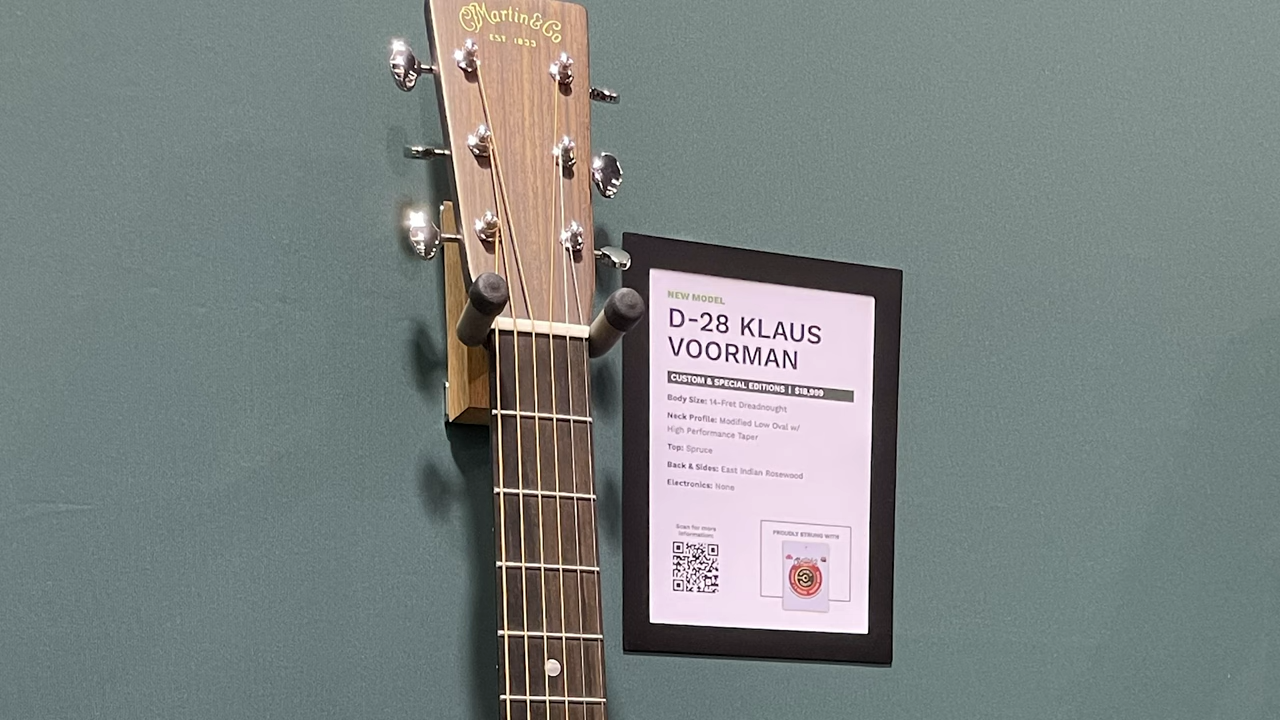 CFMartin & Co
EST. 1833
NEW MODEL
D-28 KLAUS
VOORMAN
CUSTOM & SPECIAL EDITIONS | $18,999
Body Size: 14-Fret Dreadnought
Neck Profile: Modified Low Oval w/
High Performance Taper
Top: Spruce
Back & Sides: East Indian Rosewood
Electronics: None
Scan for more
information:
PROUDLY STRUNG WITH